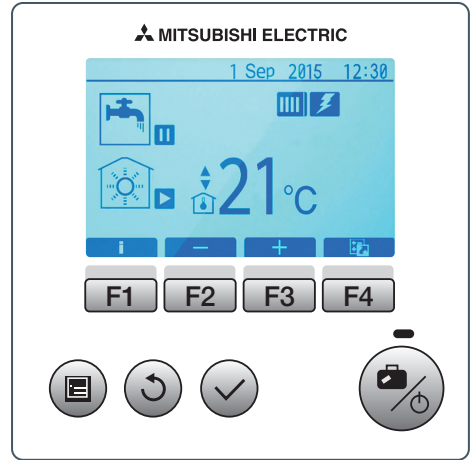 MITSUBISHI ELECTRIC
1 Sep 2015 12:30
21°C
i − +
F1 F2 F3 F4